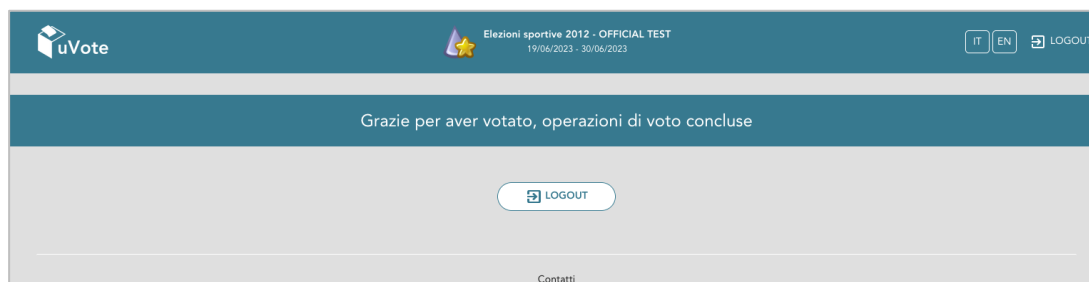 uVote
Elezioni sportive 2012 - OFFICIAL TEST
19/06/2023 - 30/06/2023
IT EN LOGOUT
Grazie per aver votato, operazioni di voto concluse
LOGOUT
Contatti